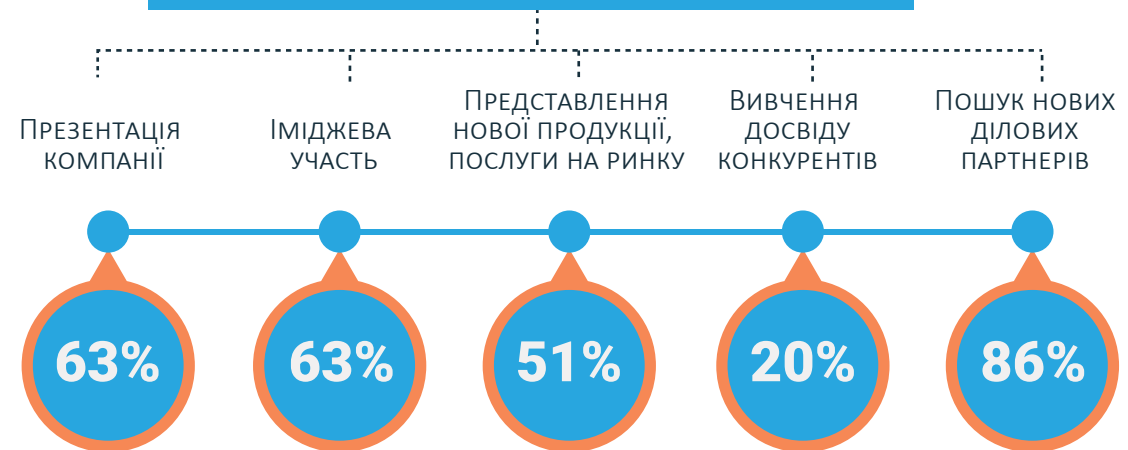 Презентація
компанії
Іміджева
участь
Представлення
нової продукції,
послуги на ринку
Вивчення
досвіду
конкурентів
Пошук нових
ділових
партнерів
63%
63%
51%
20%
86%